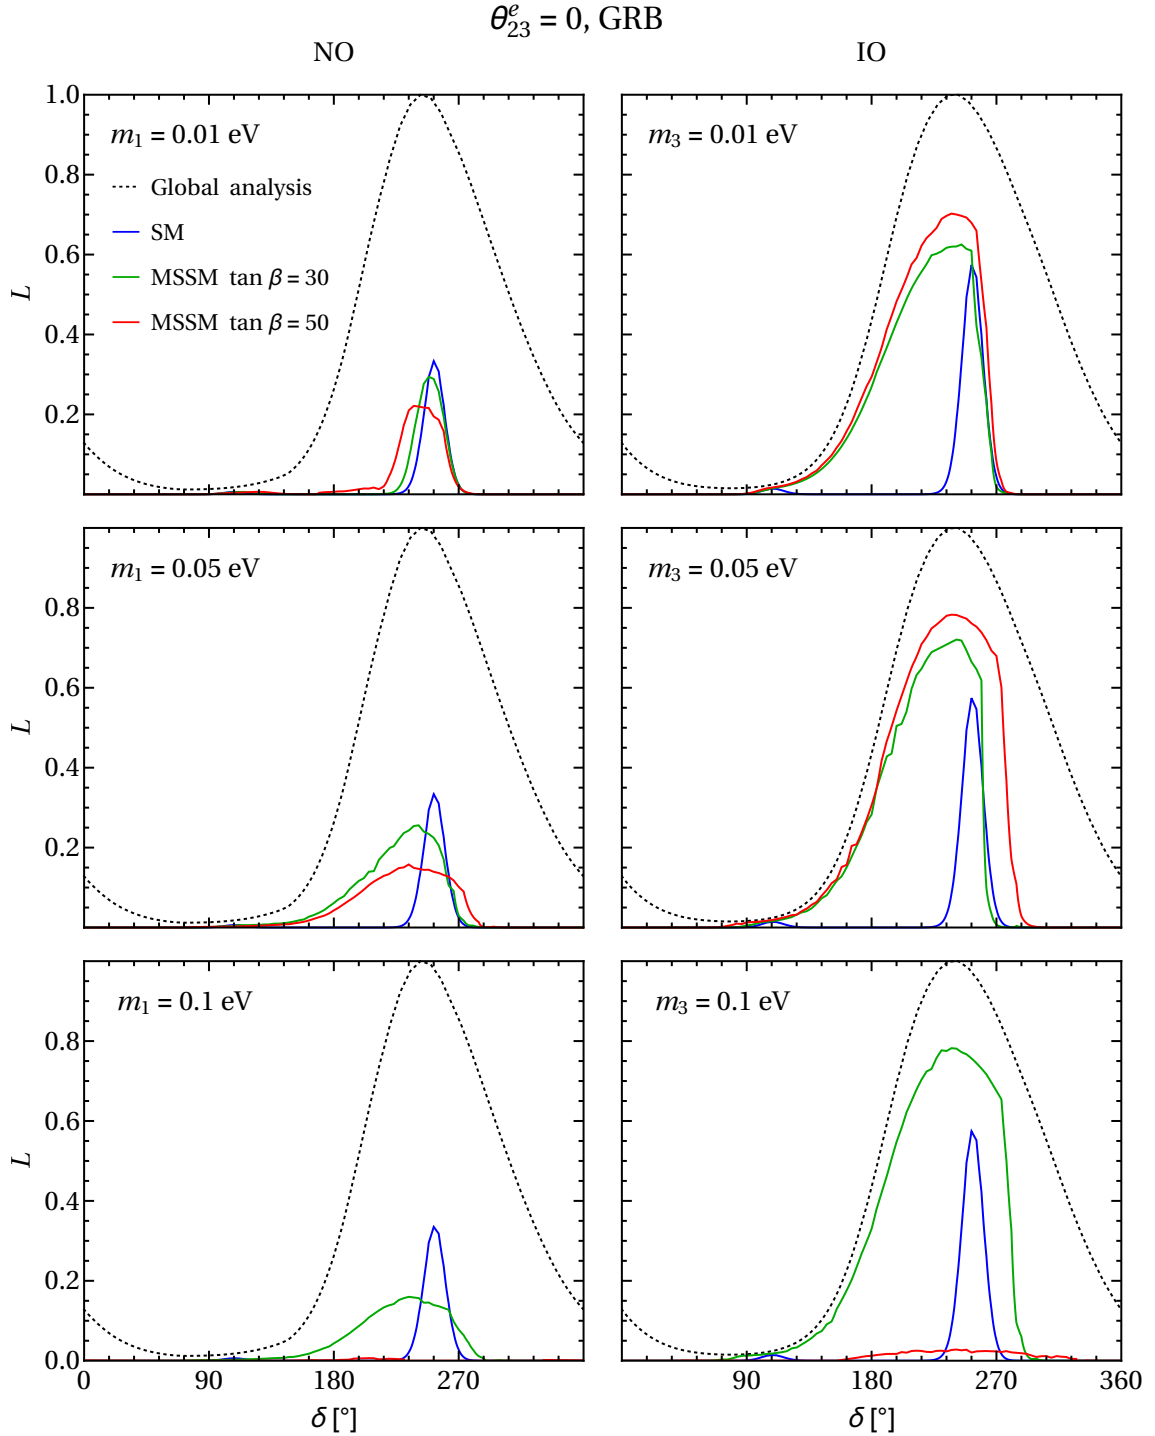 θᵉ₂₃ = 0, GRB
NO
IO
1.0
0.8
0.6
0.4
0.2
L
m₁ = 0.01 eV
Global analysis
SM
MSSM tan β = 30
MSSM tan β = 50
m₃ = 0.01 eV
0.8
0.6
0.4
0.2
L
m₁ = 0.05 eV
m₃ = 0.05 eV
0.8
0.6
0.4
0.2
0.0
L
m₁ = 0.1 eV
m₃ = 0.1 eV
0 90 180 270
90 180 270 360
δ [°]
δ [°]